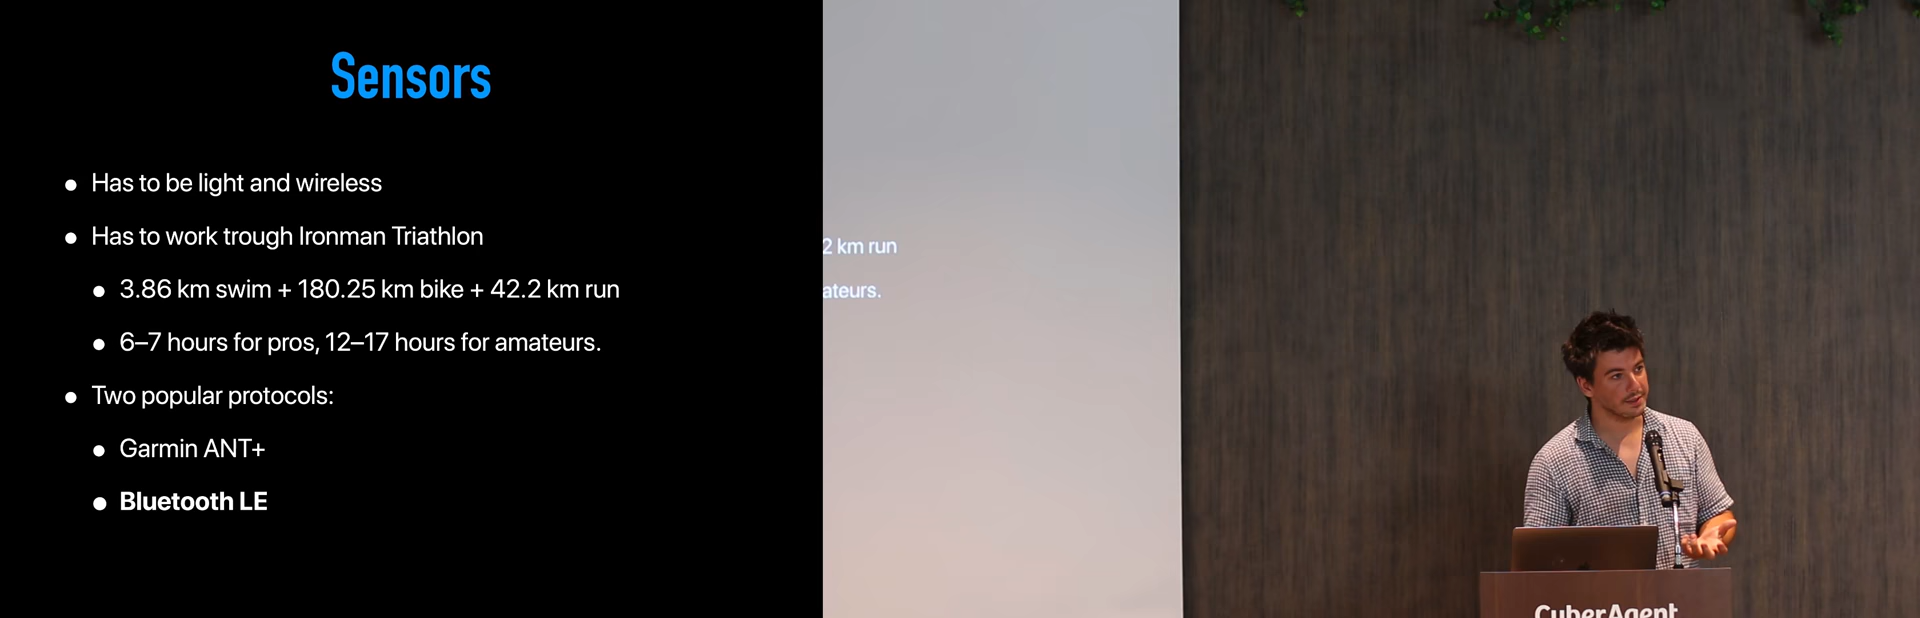 Sensors
Has to be light and wireless
Has to work trough Ironman Triathlon
3.86 km swim + 180.25 km bike + 42.2 km run
6–7 hours for pros, 12–17 hours for amateurs.
Two popular protocols:
Garmin ANT+
Bluetooth LE
2 km run
ateurs.
CyberAgent